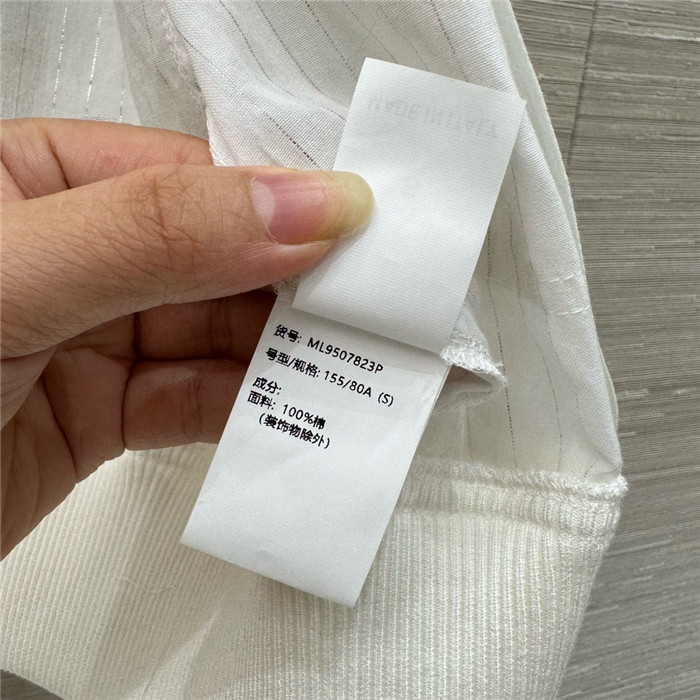 MADE IN ITALY
S
货号: ML9507823P
号型/规格: 155/80A (S)
成分:
面料: 100%棉
(装饰物除外)